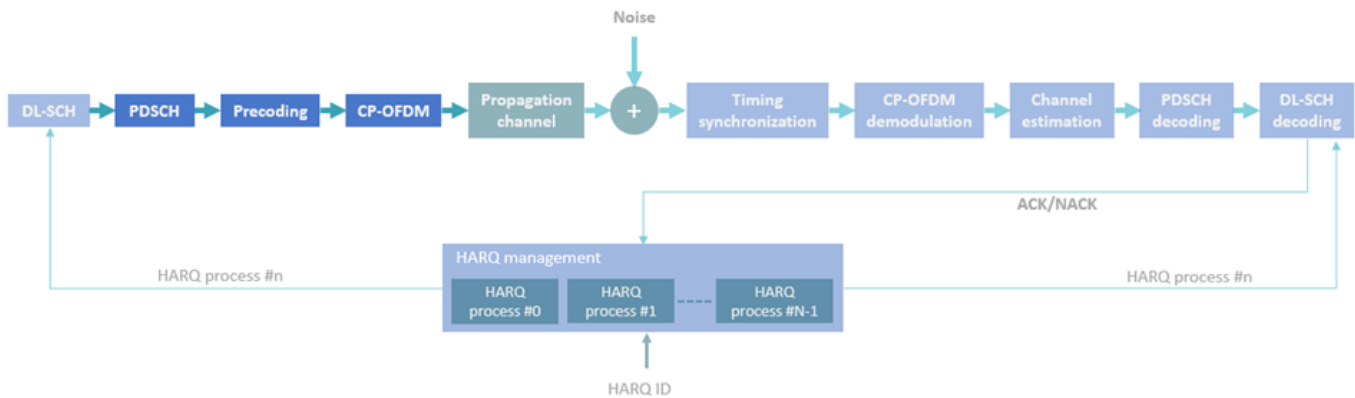 Noise
DL-SCH
PDSCH
Precoding
CP-OFDM
Propagation
channel
+
Timing
synchronization
CP-OFDM
demodulation
Channel
estimation
PDSCH
decoding
DL-SCH
decoding
ACK/NACK
HARQ management
HARQ process #n
HARQ process #n
HARQ
process #0
HARQ
process #1
HARQ
process #N-1
HARQ ID